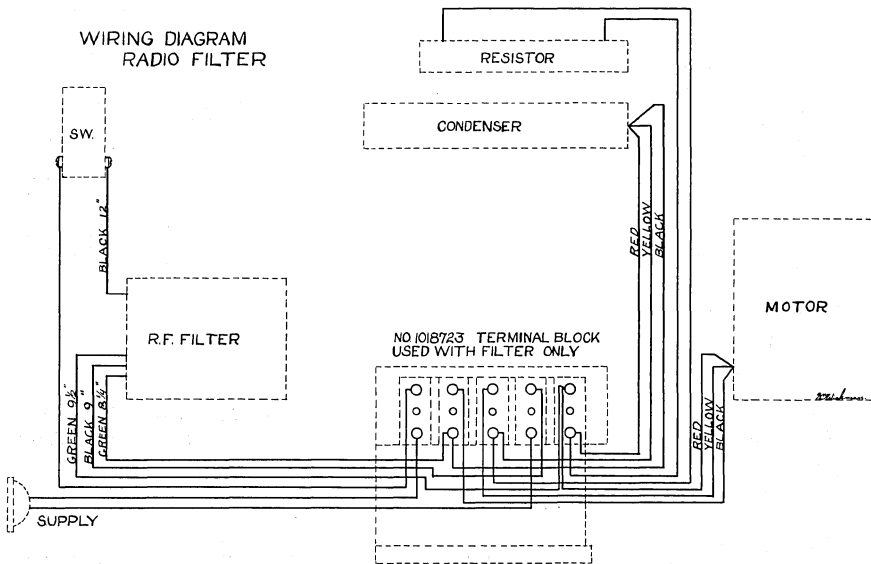 WIRING DIAGRAM
RADIO FILTER
RESISTOR
CONDENSER
SW.
BLACK 12"
RED
YELLOW
BLACK
R.F. FILTER
MOTOR
NO. 1018723 TERMINAL BLOCK
USED WITH FILTER ONLY
GREEN 9½"
BLACK 9"
GREEN 8¼"
RED
YELLOW
BLACK
SUPPLY